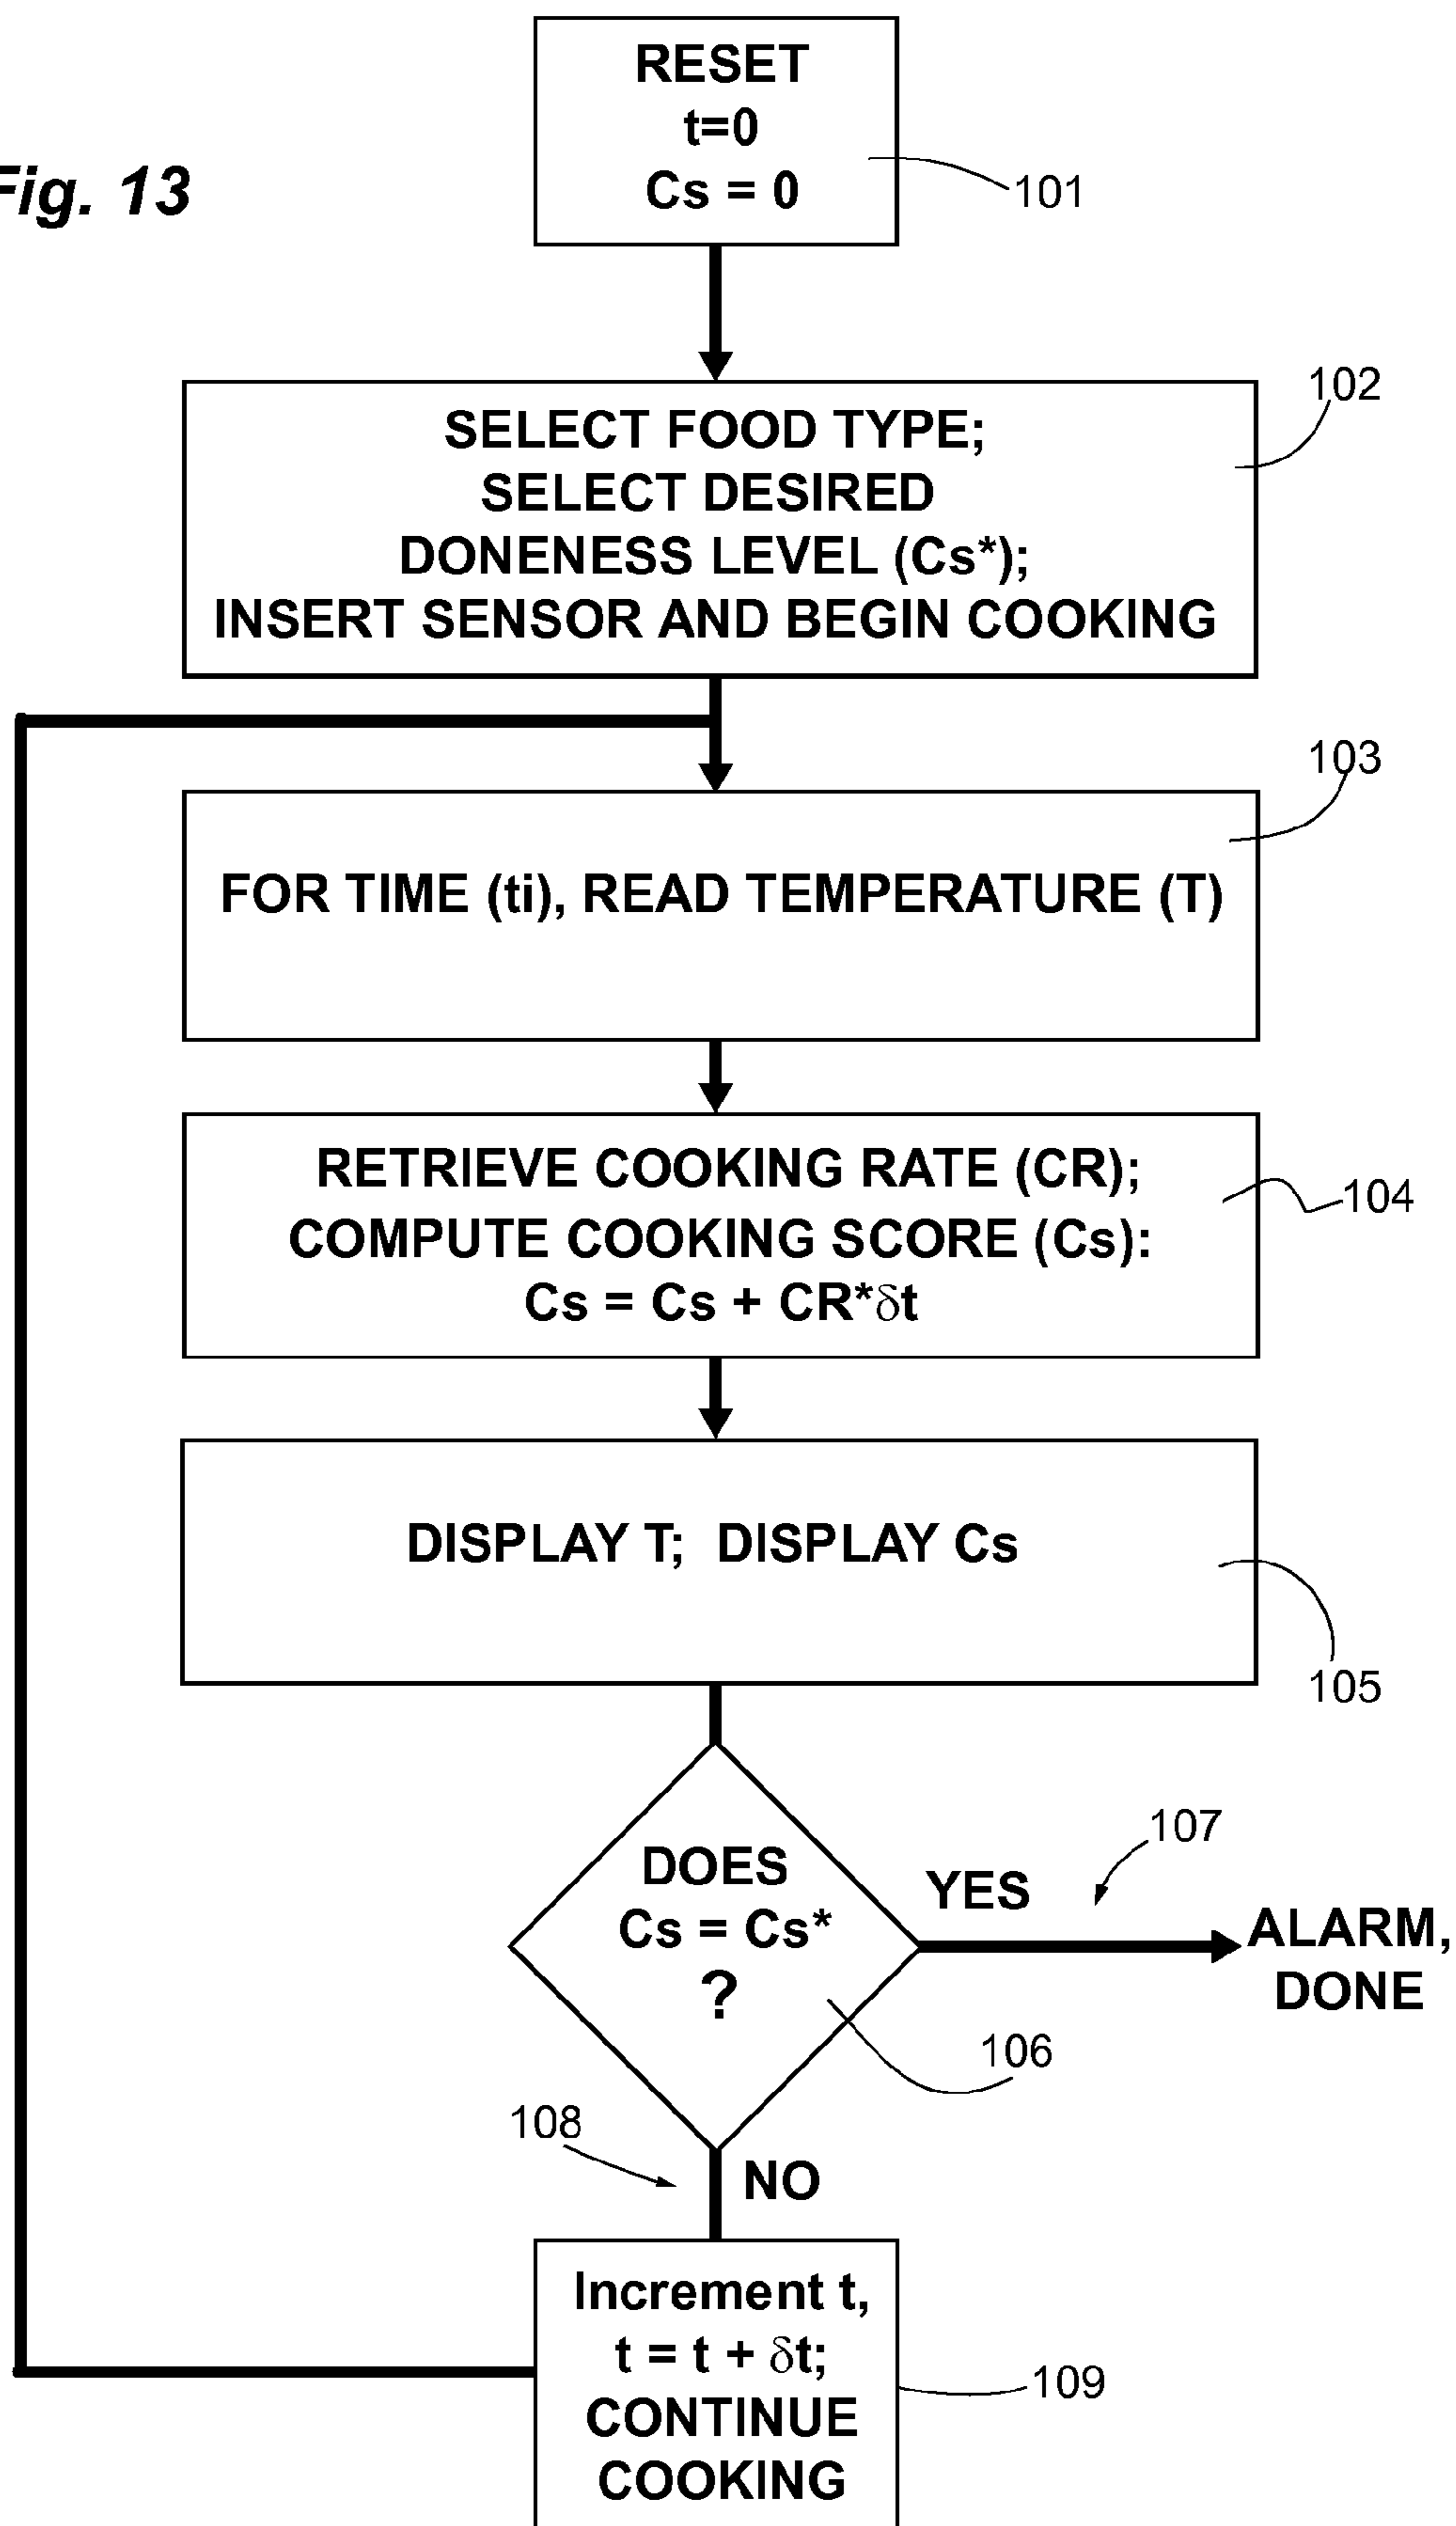 RESET
t=0
Cs = 0
Fig. 13
101
102
SELECT FOOD TYPE;
SELECT DESIRED
DONENESS LEVEL (Cs*);
INSERT SENSOR AND BEGIN COOKING
103
FOR TIME (ti), READ TEMPERATURE (T)
RETRIEVE COOKING RATE (CR);
COMPUTE COOKING SCORE (Cs):
Cs = Cs + CR*δt
104
DISPLAY T; DISPLAY Cs
105
DOES
Cs = Cs*
?
YES
107
ALARM,
DONE
106
108
NO
Increment t,
t = t + δt;
CONTINUE
COOKING
109